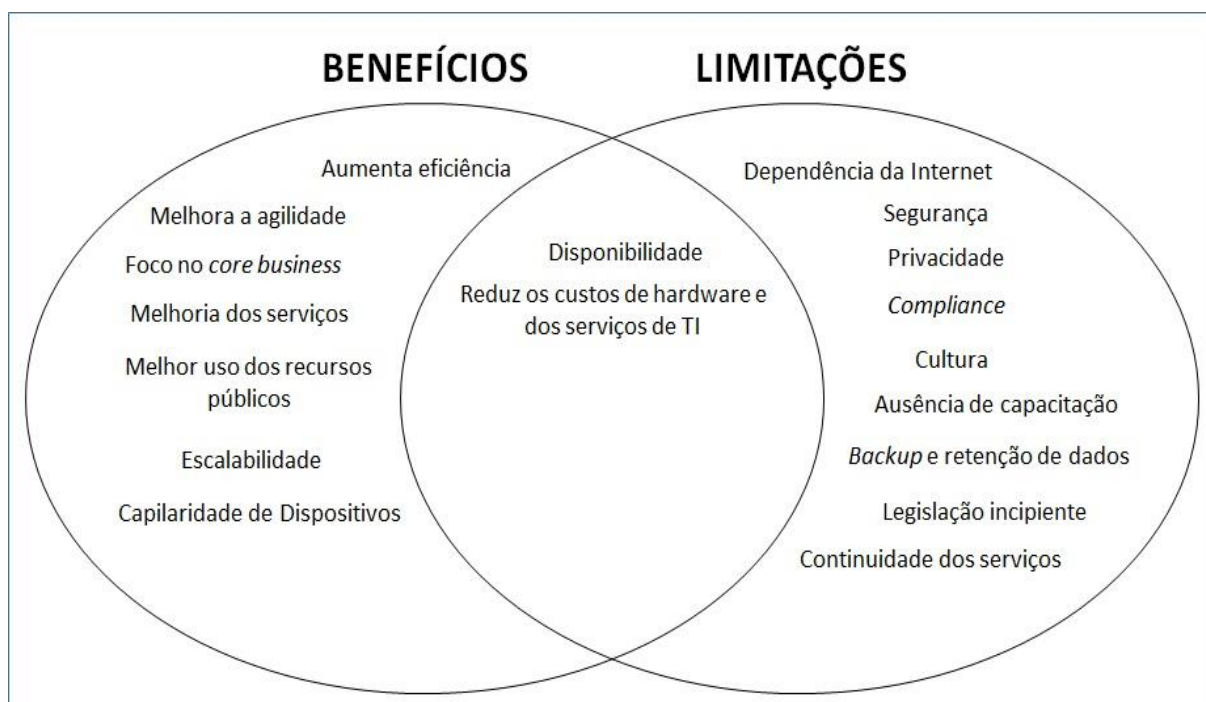 BENEFÍCIOS
LIMITAÇÕES
Aumenta eficiência
Melhora a agilidade
Foco no core business
Melhoria dos serviços
Melhor uso dos recursos
públicos
Escalabilidade
Capilaridade de Dispositivos
Disponibilidade
Reduz os custos de hardware e
dos serviços de TI
Dependência da Internet
Segurança
Privacidade
Compliance
Cultura
Ausência de capacitação
Backup e retenção de dados
Legislação incipiente
Continuidade dos serviços